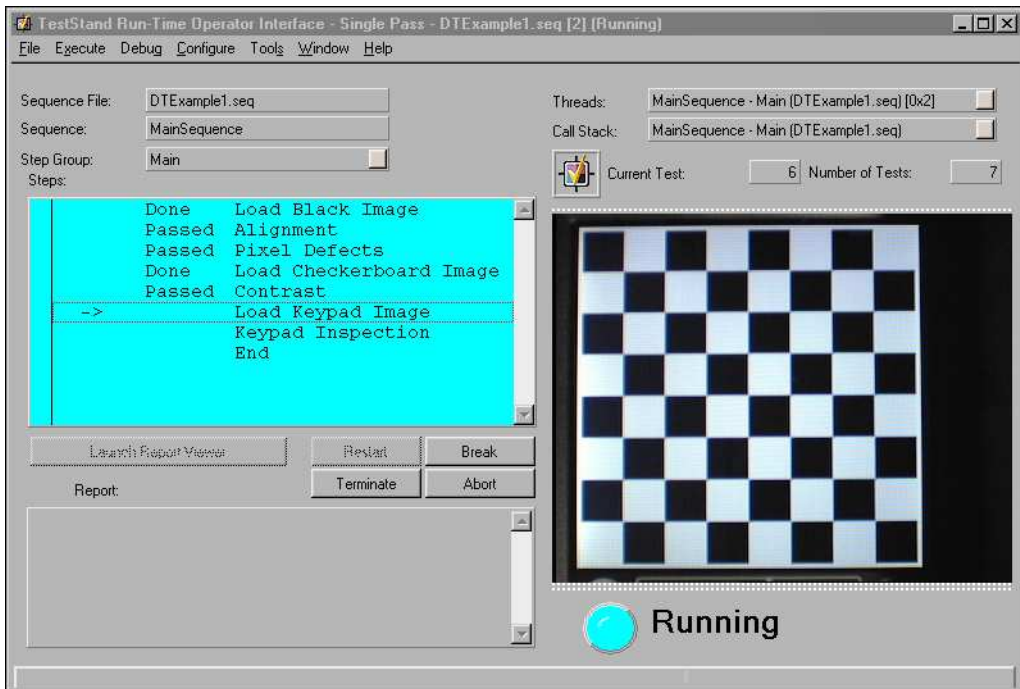 TestStand Run-Time Operator Interface - Single Pass - DTExample1.seq [2] (Running)
File Execute Debug Configure Tools Window Help
Sequence File: DTExample1.seq
Sequence: MainSequence
Step Group: Main
Steps:
Threads: MainSequence - Main (DTExample1.seq) [0x2]
Call Stack: MainSequence - Main (DTExample1.seq)
Current Test: 6 Number of Tests: 7
Done Load Black Image
Passed Alignment
Passed Pixel Defects
Done Load Checkerboard Image
Passed Contrast
-> Load Keypad Image
Keypad Inspection
End
Launch Report Viewer Restart Break
Report: Terminate Abort
Running